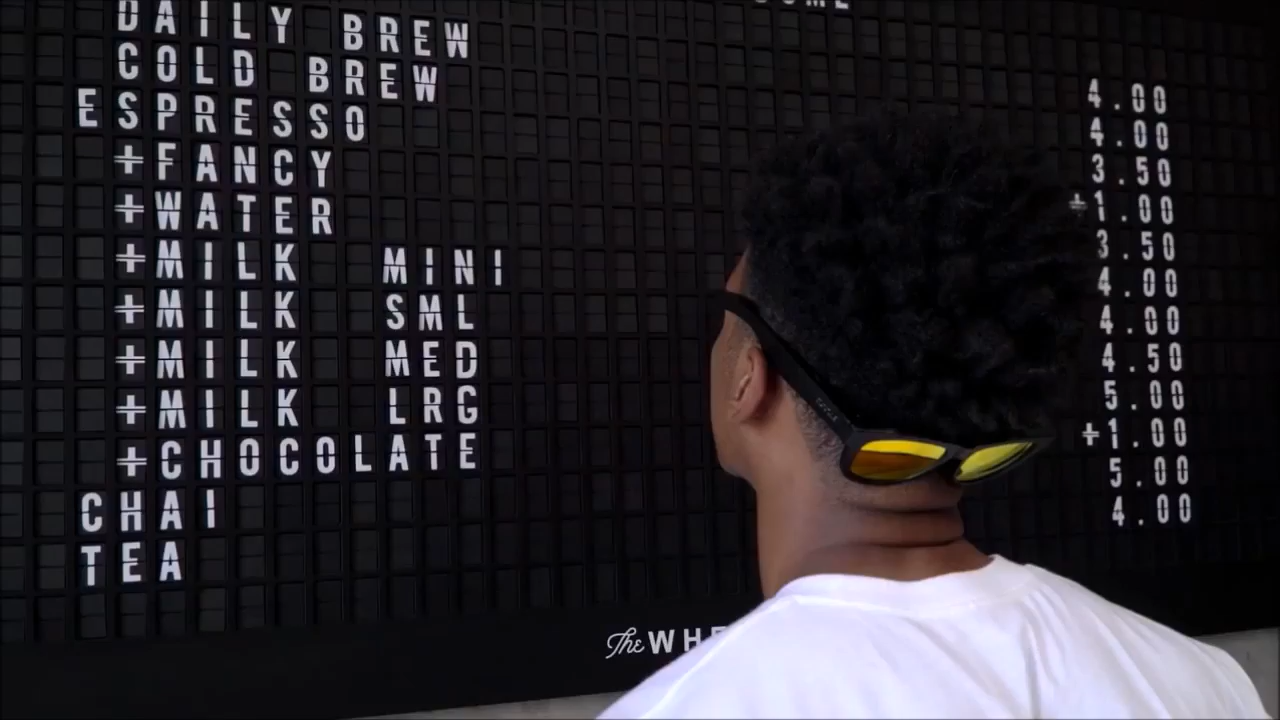 DAILY BREW 4.00
COLD BREW 4.00
ESPRESSO 3.50
+FANCY +1.00
+WATER 3.50
+MILK MINI 4.00
+MILK SML 4.00
+MILK MED 4.50
+MILK LRG 5.00
+CHOCOLATE +1.00
CHAI 5.00
TEA 4.00
The